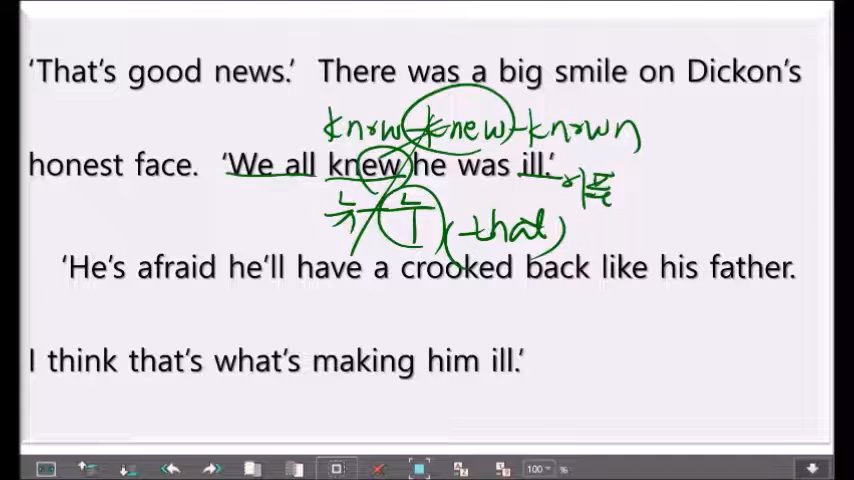 ‘That’s good news.’ There was a big smile on Dickon’s
know-knew-known
honest face. ‘We all knew he was ill.’
(that)
‘He’s afraid he’ll have a crooked back like his father.
I think that’s what’s making him ill.’
100 %